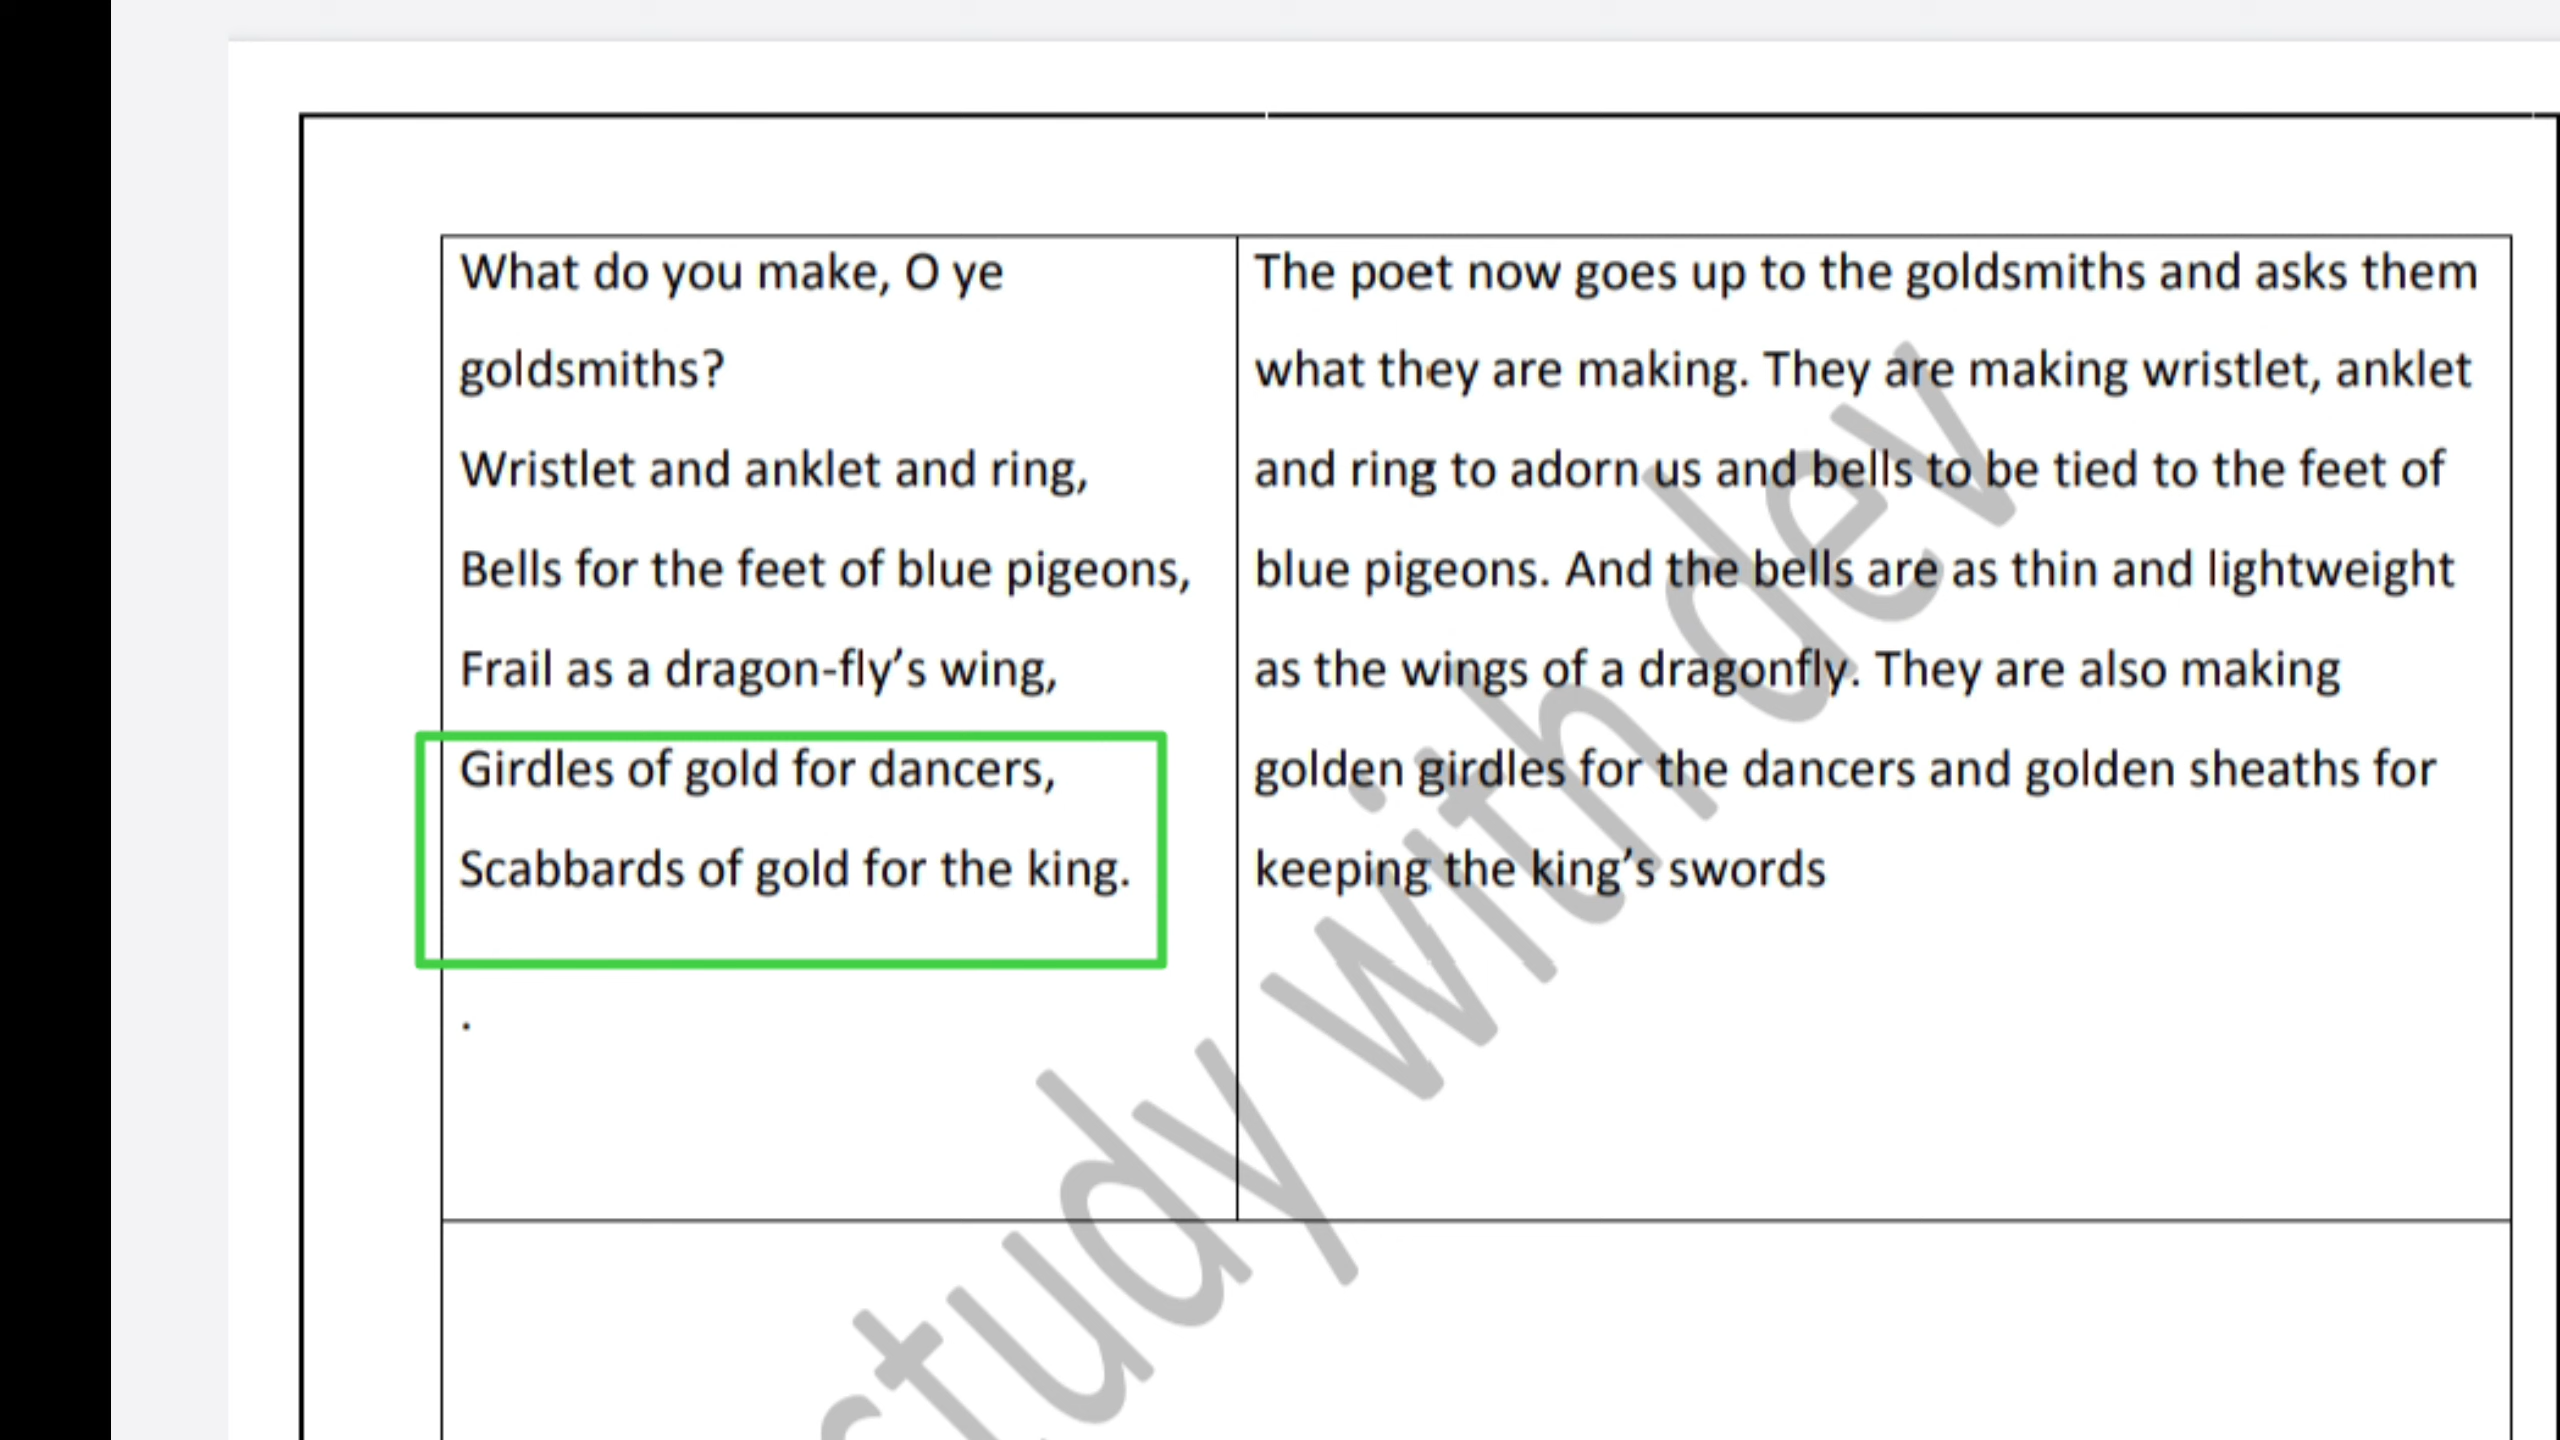 What do you make, O ye
goldsmiths?
Wristlet and anklet and ring,
Bells for the feet of blue pigeons,
Frail as a dragon-fly’s wing,
Girdles of gold for dancers,
Scabbards of gold for the king.
.
The poet now goes up to the goldsmiths and asks them
what they are making. They are making wristlet, anklet
and ring to adorn us and bells to be tied to the feet of
blue pigeons. And the bells are as thin and lightweight
as the wings of a dragonfly. They are also making
golden girdles for the dancers and golden sheaths for
keeping the king’s swords
study with dev